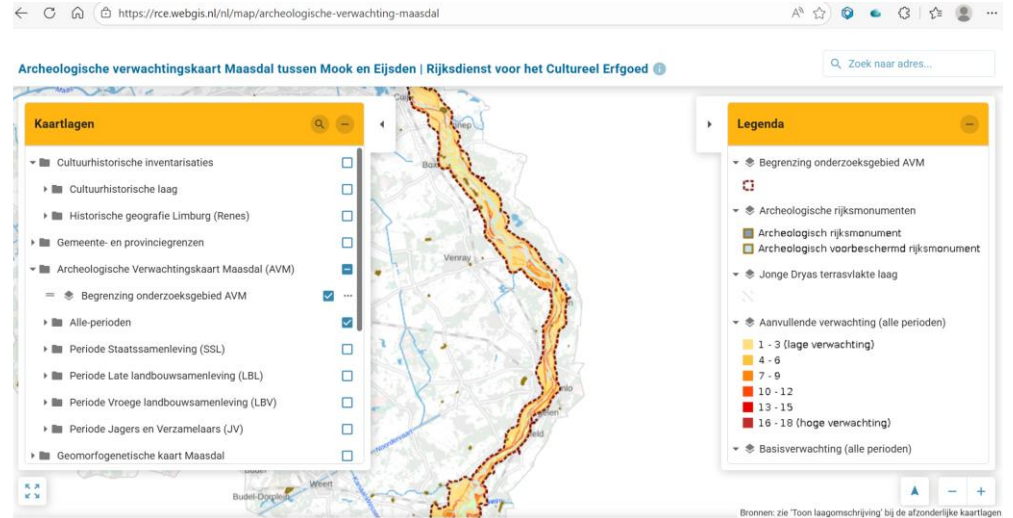 https://rce.webgis.nl/nl/map/archeologische-verwachting-maasdal
Archeologische verwachtingskaart Maasdal tussen Mook en Eijsden | Rijksdienst voor het Cultureel Erfgoed
Zoek naar adres...
Kaartlagen
Cultuurhistorische inventarisaties
Cultuurhistorische laag
Historische geografie Limburg (Renes)
Gemeente- en provinciegrenzen
Archeologische Verwachtingskaart Maasdal (AVM)
Begrenzing onderzoeksgebied AVM
Alle-perioden
Periode Staatssamenleving (SSL)
Periode Late landbouwsamenleving (LBL)
Periode Vroege landbouwsamenleving (LBV)
Periode Jagers en Verzamelaars (JV)
Geomorfogenetische kaart Maasdal
Venray
Weert
Budel-Dorplein
Legenda
Begrenzing onderzoeksgebied AVM
Archeologische rijksmonumenten
Archeologisch rijksmonument
Archeologisch voorbeschermd rijksmonument
Jonge Dryas terrasvlakte laag
Aanvullende verwachting (alle perioden)
1 - 3 (lage verwachting)
4 - 6
7 - 9
10 - 12
13 - 15
16 - 18 (hoge verwachting)
Basisverwachting (alle perioden)
Bronnen: zie 'Toon laagomschrijving' bij de afzonderlijke kaartlagen